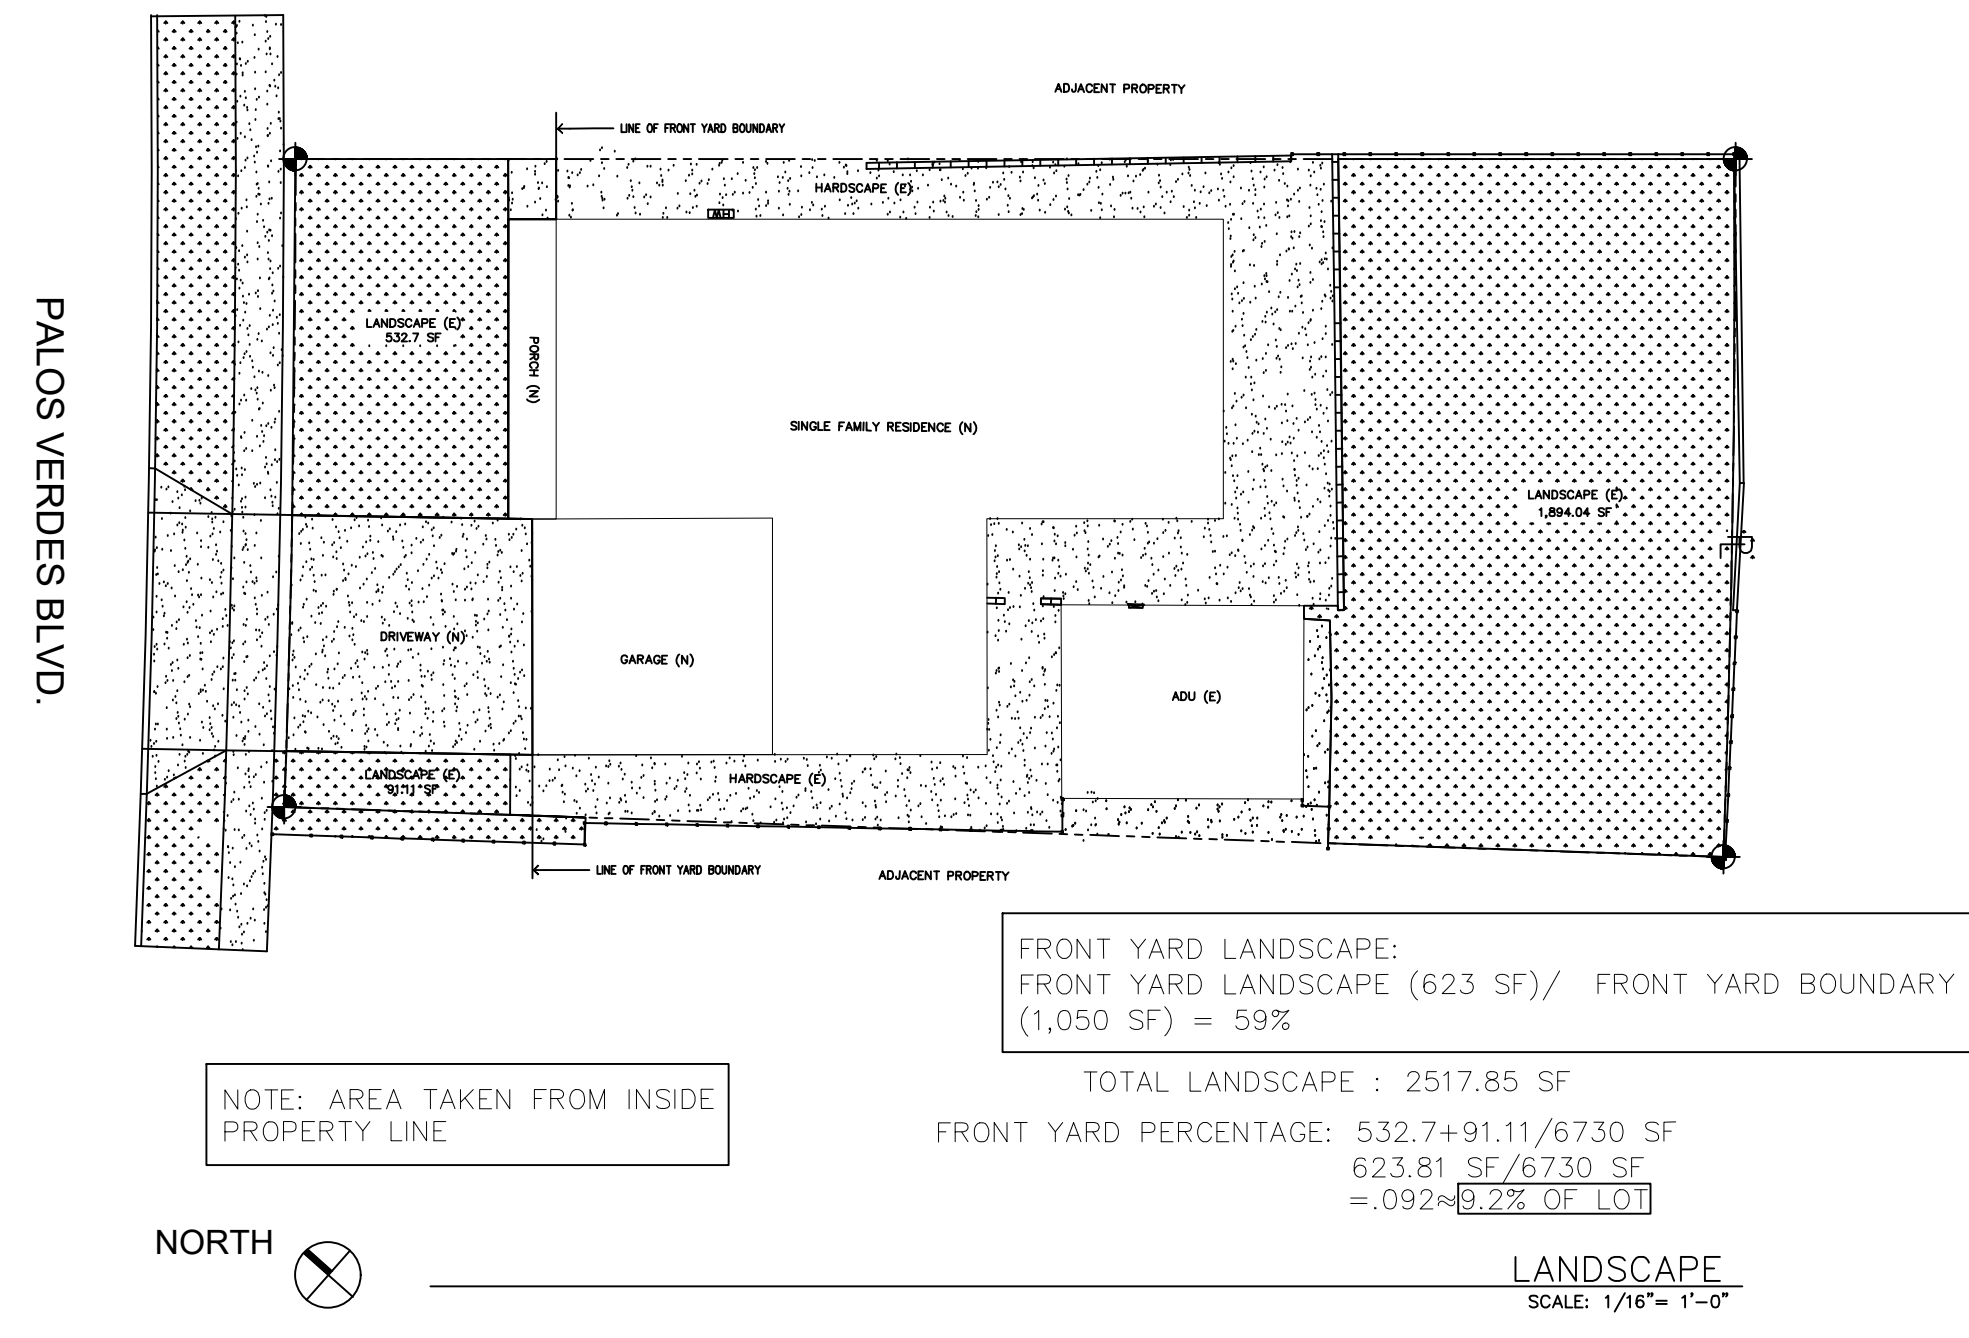 ADJACENT PROPERTY
LINE OF FRONT YARD BOUNDARY
HARDSCAPE (E)
HW
PALOS VERDES BLVD.
LANDSCAPE (E)
532.7 SF
PORCH (N)
SINGLE FAMILY RESIDENCE (N)
LANDSCAPE (E)
1,894.04 SF
DRIVEWAY (N)
GARAGE (N)
ADU (E)
LANDSCAPE (E)
91.11 SF
HARDSCAPE (E)
LINE OF FRONT YARD BOUNDARY
ADJACENT PROPERTY
FRONT YARD LANDSCAPE:
FRONT YARD LANDSCAPE (623 SF)/ FRONT YARD BOUNDARY
(1,050 SF) = 59%
NOTE: AREA TAKEN FROM INSIDE
PROPERTY LINE
TOTAL LANDSCAPE : 2517.85 SF
FRONT YARD PERCENTAGE: 532.7+91.11/6730 SF
623.81 SF/6730 SF
=.092≈9.2% OF LOT
NORTH
LANDSCAPE
SCALE: 1/16"= 1'-0"